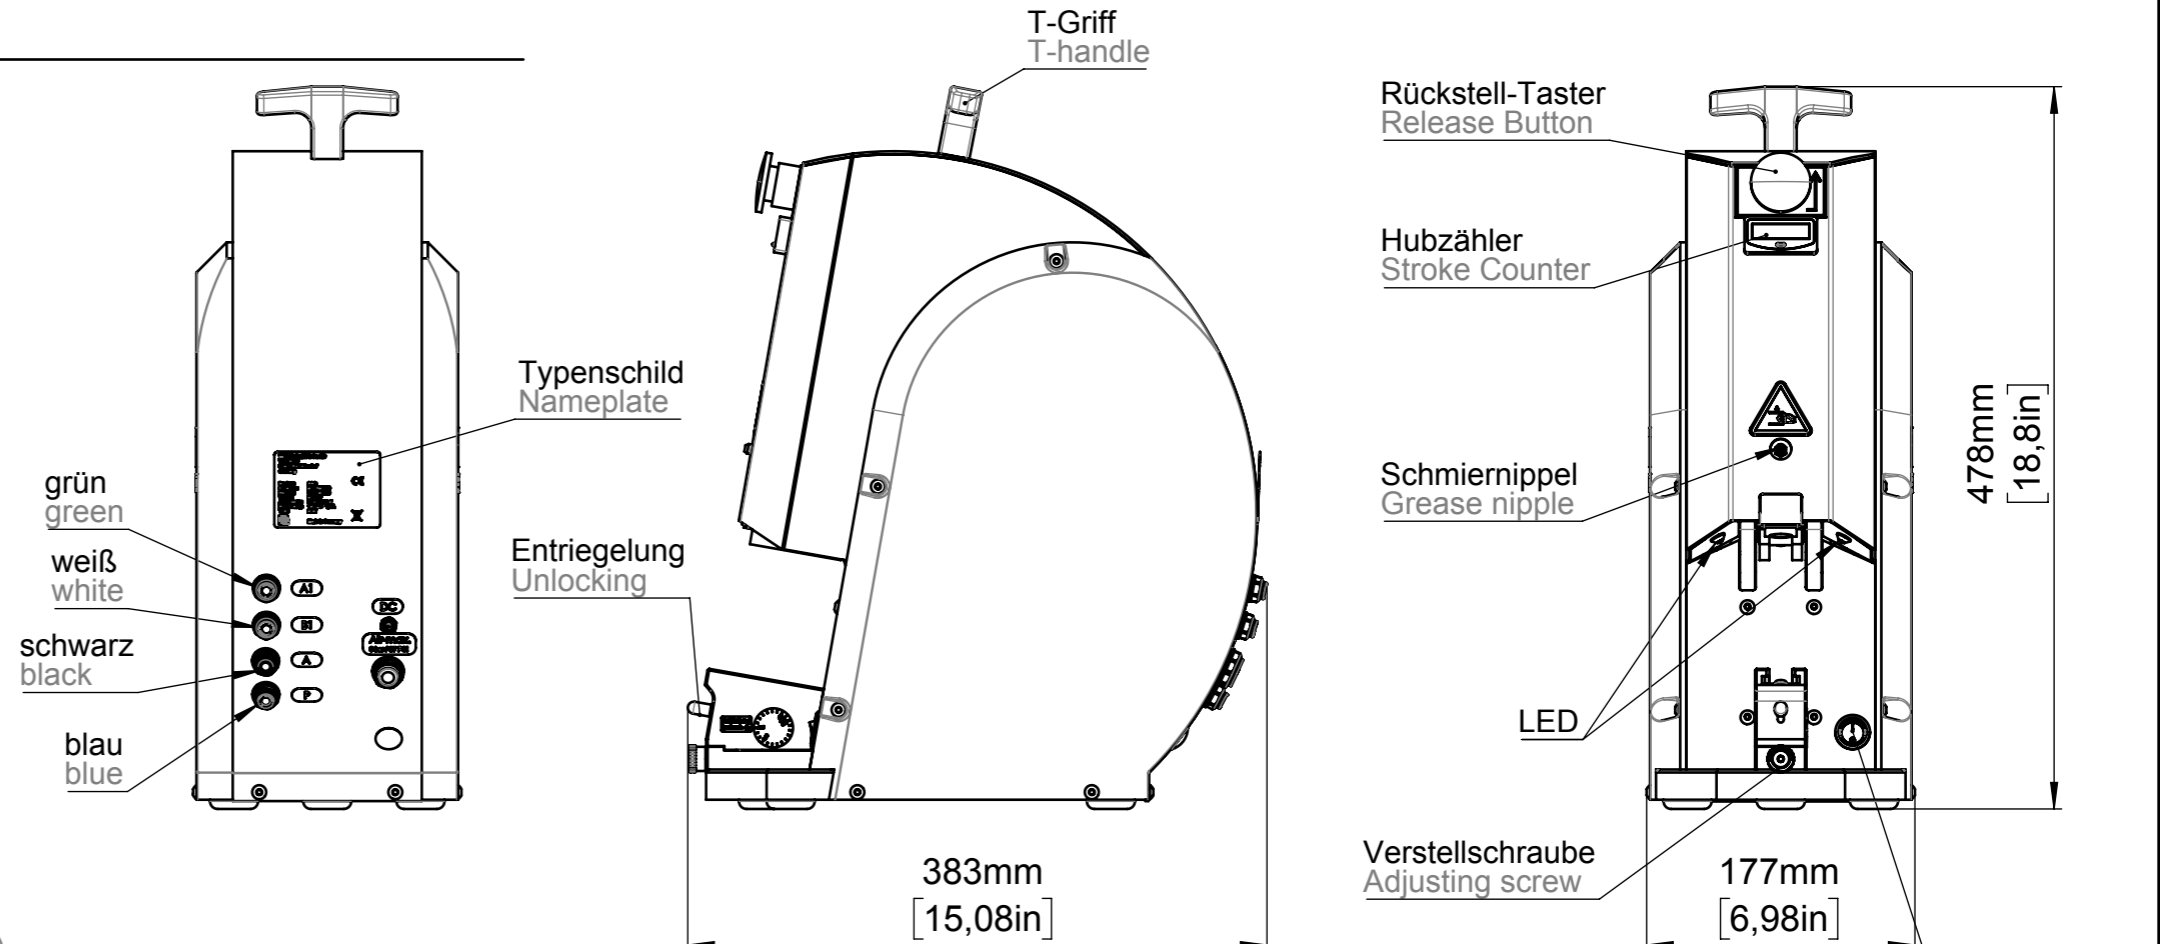 T-Griff
T-handle
Rückstell-Taster
Release Button
Hubzähler
Stroke Counter
Typenschild
Nameplate
grün
green
weiß
white
schwarz
black
blau
blue
A1
B1
A
P
DC
Entriegelung
Unlocking
Schmiernippel
Grease nipple
LED
Verstellschraube
Adjusting screw
478mm
[18,8in]
383mm
[15,08in]
177mm
[6,98in]